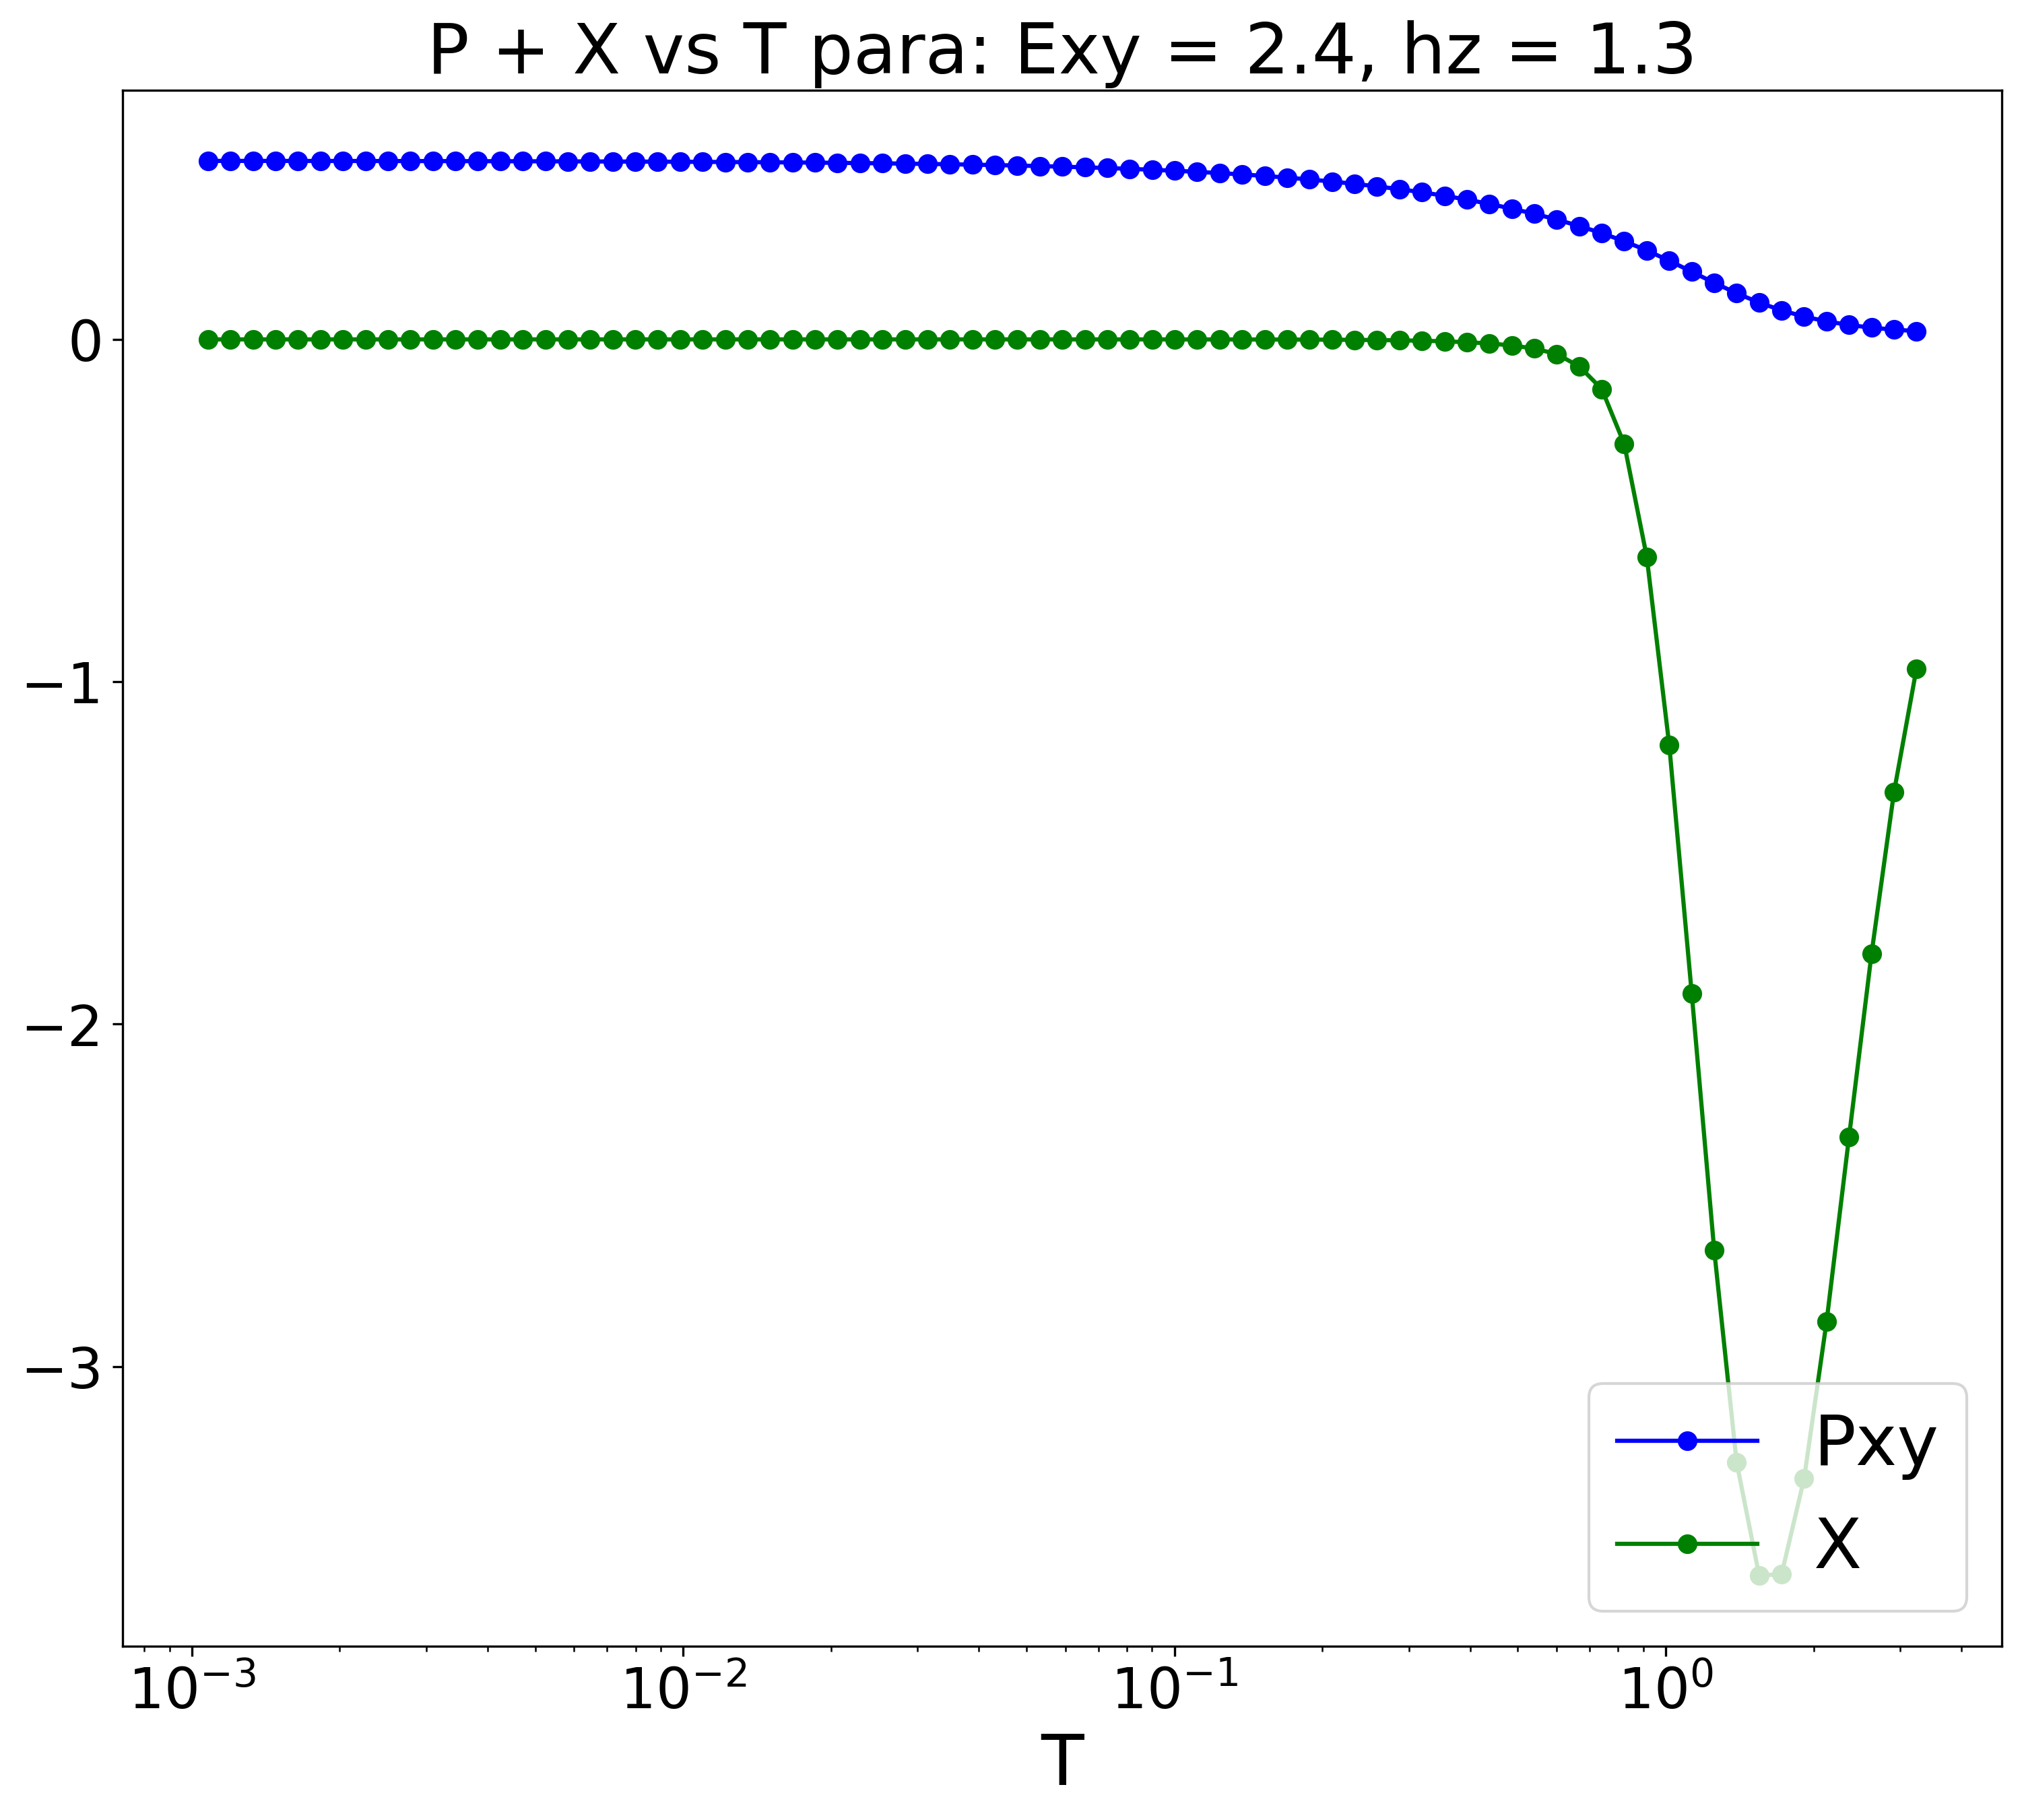 P + X vs T para: Exy = 2.4, hz = 1.3
0
−1
−2
−3
Pxy
X
10⁻³ 10⁻² 10⁻¹ 10⁰
T